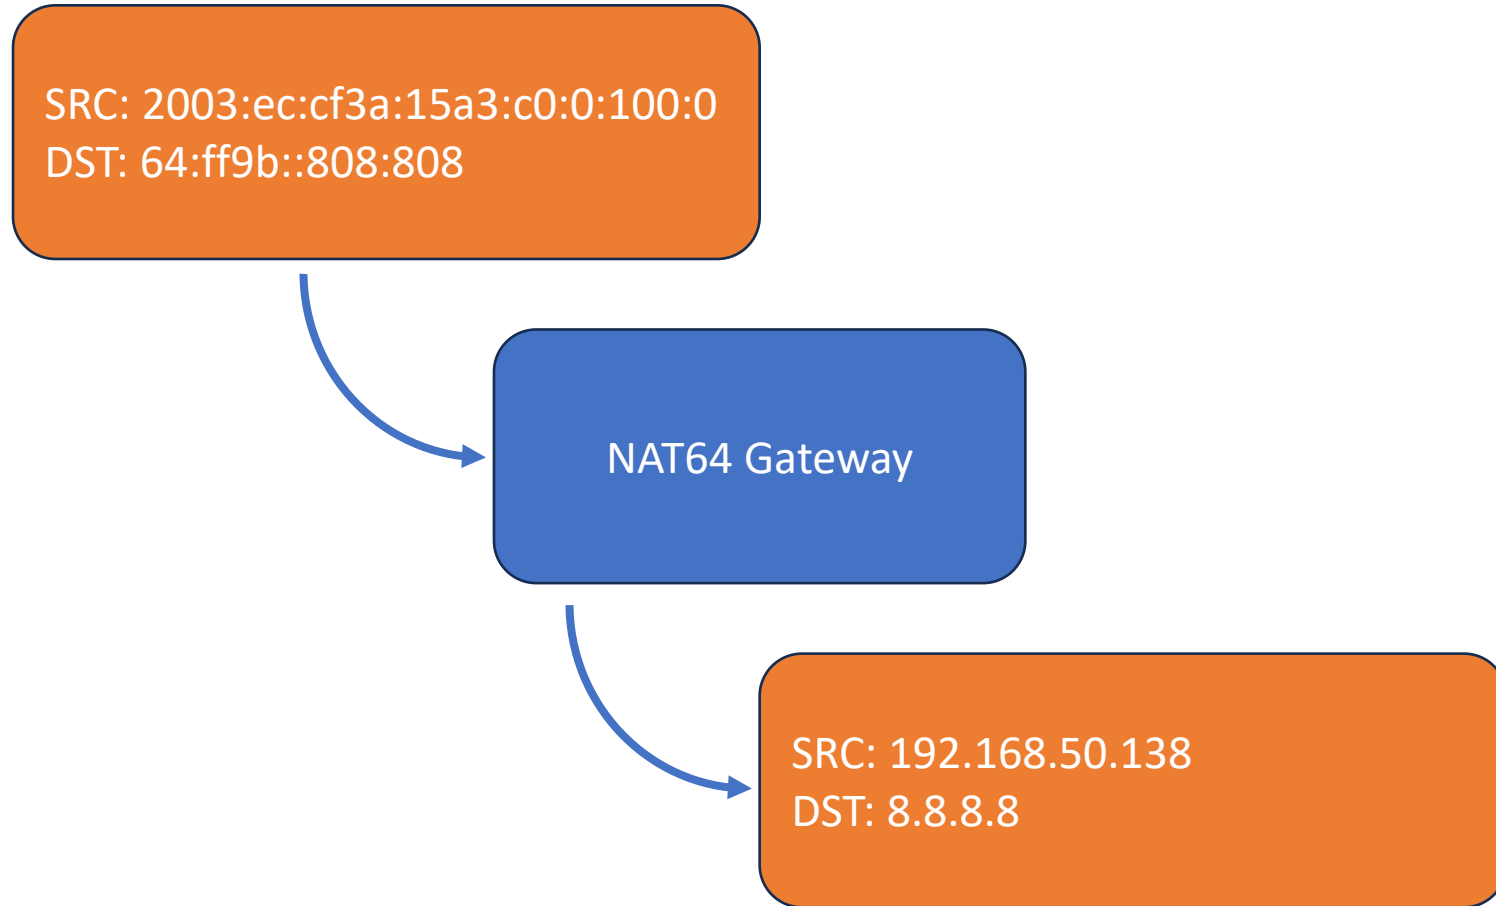 SRC: 2003:ec:cf3a:15a3:c0:0:100:0
DST: 64:ff9b::808:808
NAT64 Gateway
SRC: 192.168.50.138
DST: 8.8.8.8